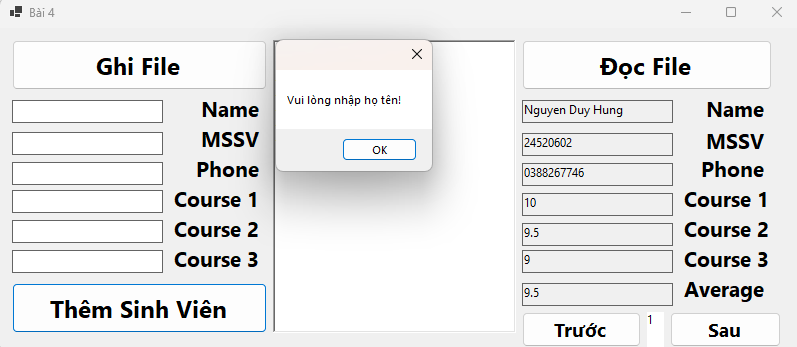 Bài 4
Ghi File
Name
MSSV
Phone
Course 1
Course 2
Course 3
Thêm Sinh Viên
Vui lòng nhập họ tên!
OK
Đọc File
Nguyen Duy Hung Name
24520602 MSSV
0388267746 Phone
10 Course 1
9.5 Course 2
9 Course 3
9.5 Average
Trước 1 Sau